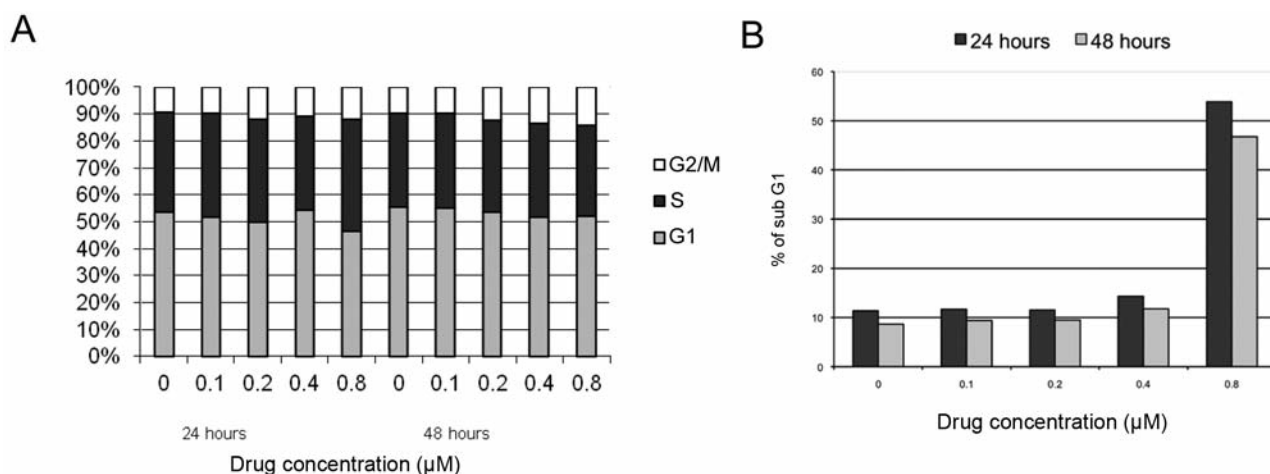 A
100%
90%
80%
70%
60%
50%
40%
30%
20%
10%
0%
0 0.1 0.2 0.4 0.8 0 0.1 0.2 0.4 0.8
24 hours 48 hours
Drug concentration (µM)
G2/M
S
G1
B
24 hours 48 hours
% of sub G1
60
50
40
30
20
10
0
0 0.1 0.2 0.4 0.8
Drug concentration (µM)